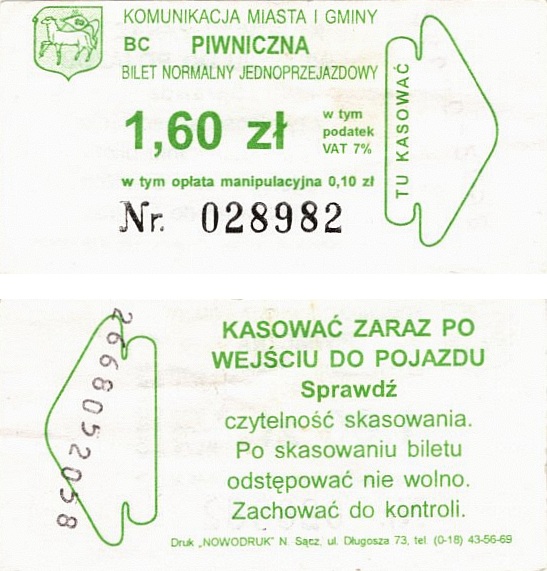 KOMUNIKACJA MIASTA I GMINY
BC PIWNICZNA
BILET NORMALNY JEDNOPRZEJAZDOWY
1,60 zł
w tym
podatek
VAT 7%
w tym opłata manipulacyjna 0,10 zł
Nr. 028982
TU KASOWAĆ
2668052058
KASOWAĆ ZARAZ PO
WEJŚCIU DO POJAZDU
Sprawdź
czytelność skasowania.
Po skasowaniu biletu
odstępować nie wolno.
Zachować do kontroli.
Druk „NOWODRUK" N. Sącz, ul. Długosza 73, tel. (0-18) 43-56-69